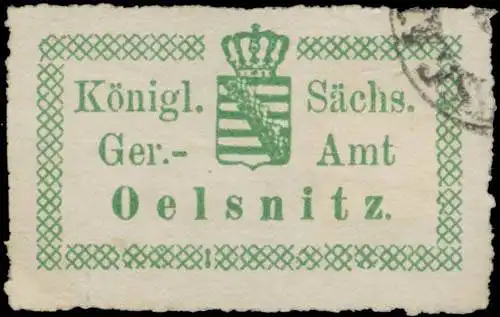 Königl. Sächs.
Ger.- Amt
Oelsnitz.